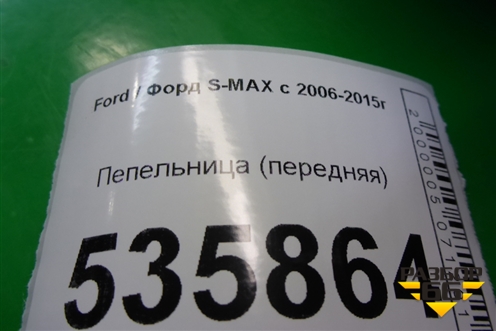 Ford / Форд S-MAX с 2006-2015г
Пепельница (передняя)
535864
РАЗБОР
66